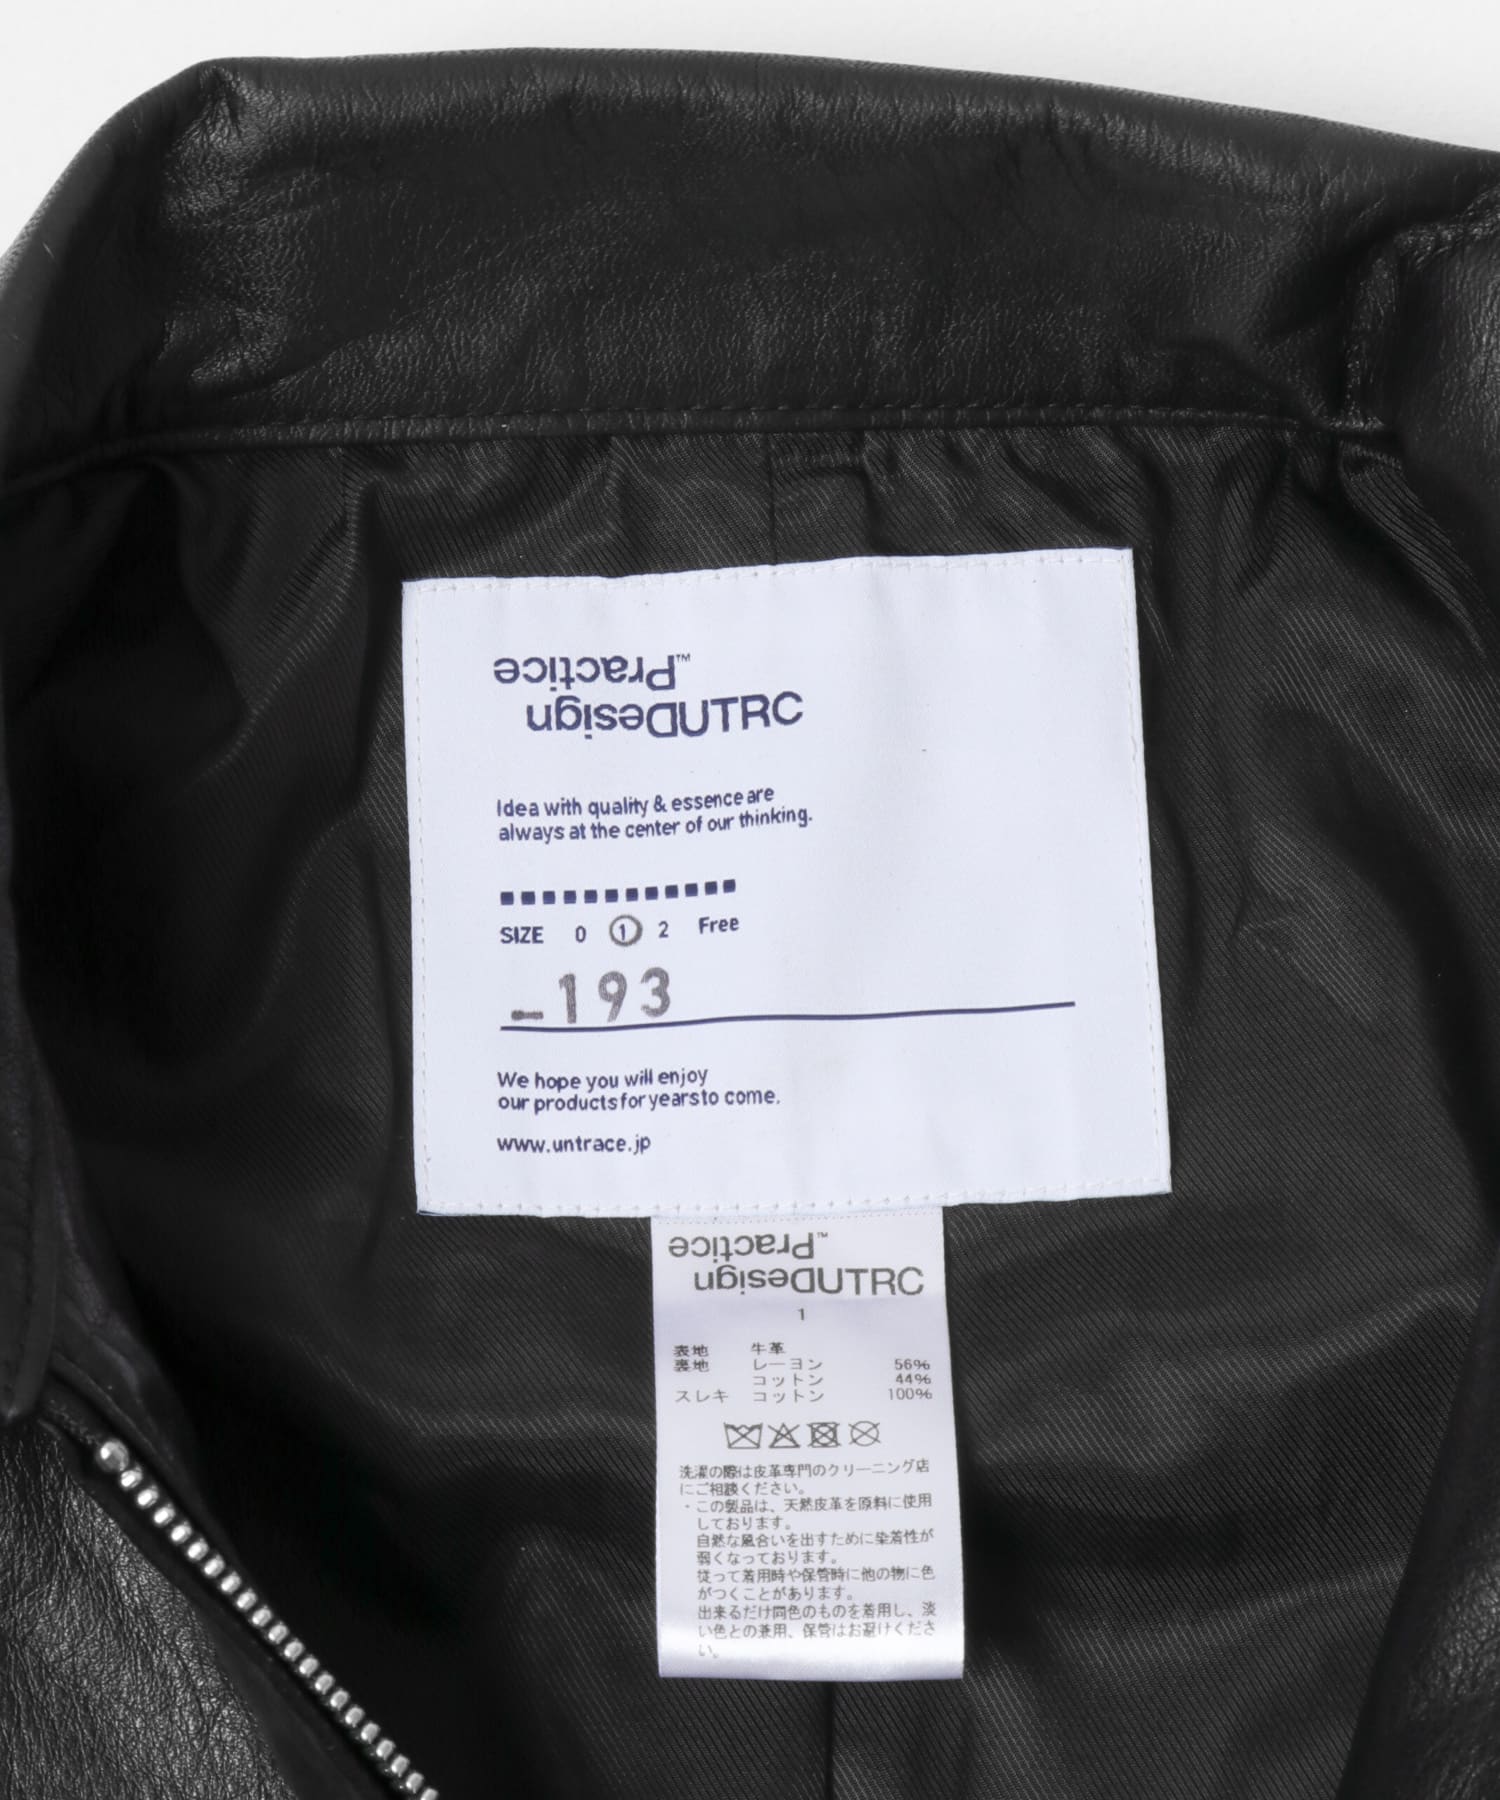 Practice™
DesignUTRC
Idea with quality & essence are
always at the center of our thinking.
SIZE 0 1 2 Free
-193
We hope you will enjoy
our products for years to come.
www.untrace.jp
Practice™
DesignUTRC
1
表地 牛革
裏地 レーヨン 56%
コットン 44%
スレキ コットン 100%
洗濯の際は皮革専門のクリーニング店
にご相談ください。
・この製品は、天然皮革を原料に使用
しております。
自然な風合いを出すために染着性が
弱くなっております。
従って着用時や保管時に他の物に色
がつくことがあります。
出来るだけ同色のものを着用し、淡
い色との兼用、保管はお避けくださ
い。